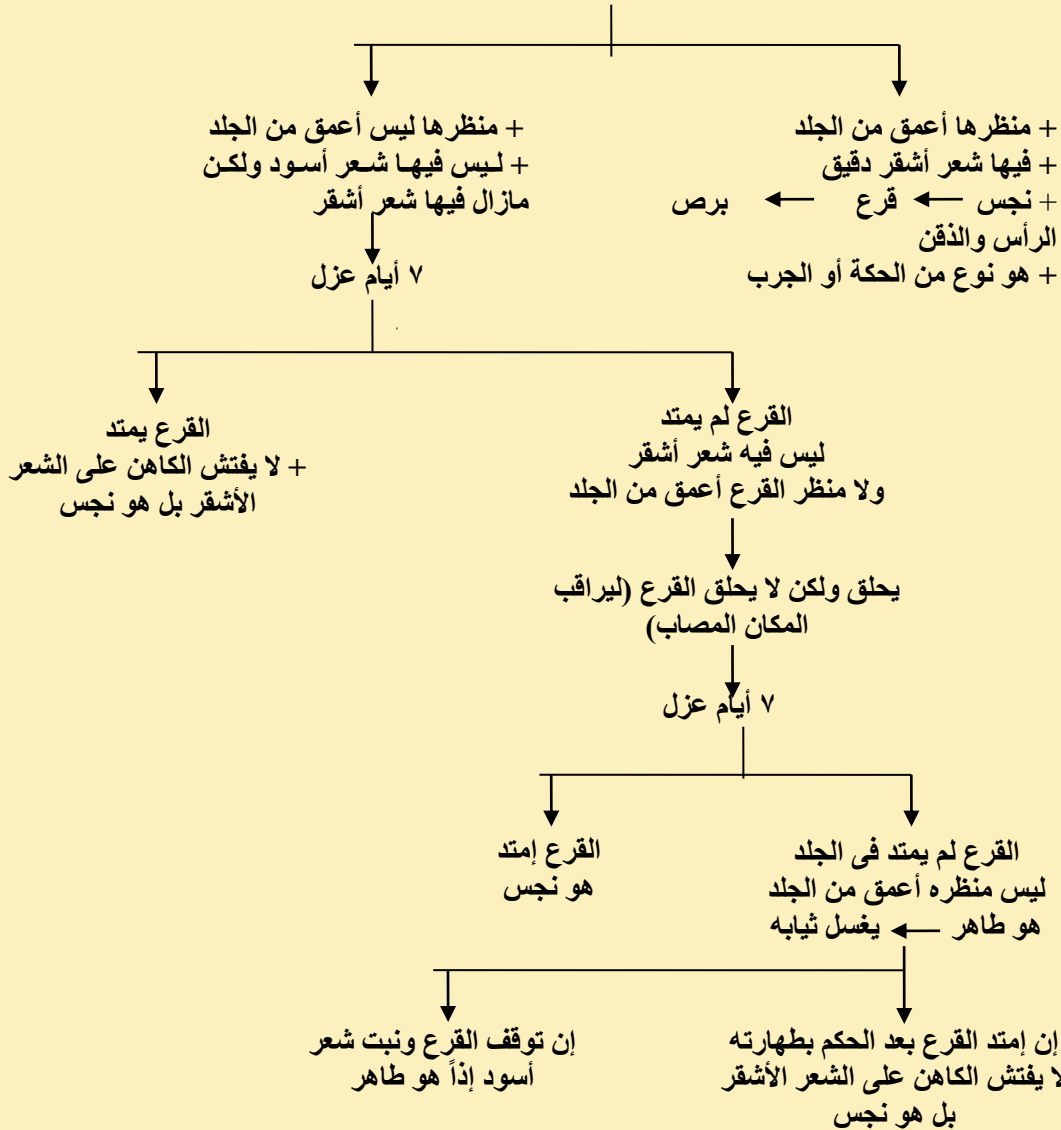 + منظرها أعمق من الجلد
+ فيها شعر أشقر دقيق
+ نجس ← قرع ← برص
الرأس والذقن
+ هو نوع من الحكة أو الجرب
+ منظرها ليس أعمق من الجلد
+ ليس فيها شعر أسود ولكن
مازال فيها شعر أشقر
٧ أيام عزل
القرع لم يمتد
ليس فيه شعر أشقر
ولا منظر القرع أعمق من الجلد
القرع يمتد
+ لا يفتش الكاهن على الشعر
الأشقر بل هو نجس
يحلق ولكن لا يحلق القرع (ليراقب
المكان المصاب)
٧ أيام عزل
القرع لم يمتد فى الجلد
ليس منظره أعمق من الجلد
هو طاهر ← يغسل ثيابه
القرع إمتد
هو نجس
إن إمتد القرع بعد الحكم بطهارته
لا يفتش الكاهن على الشعر الأشقر
بل هو نجس
إن توقف القرع ونبت شعر
أسود إذاً هو طاهر